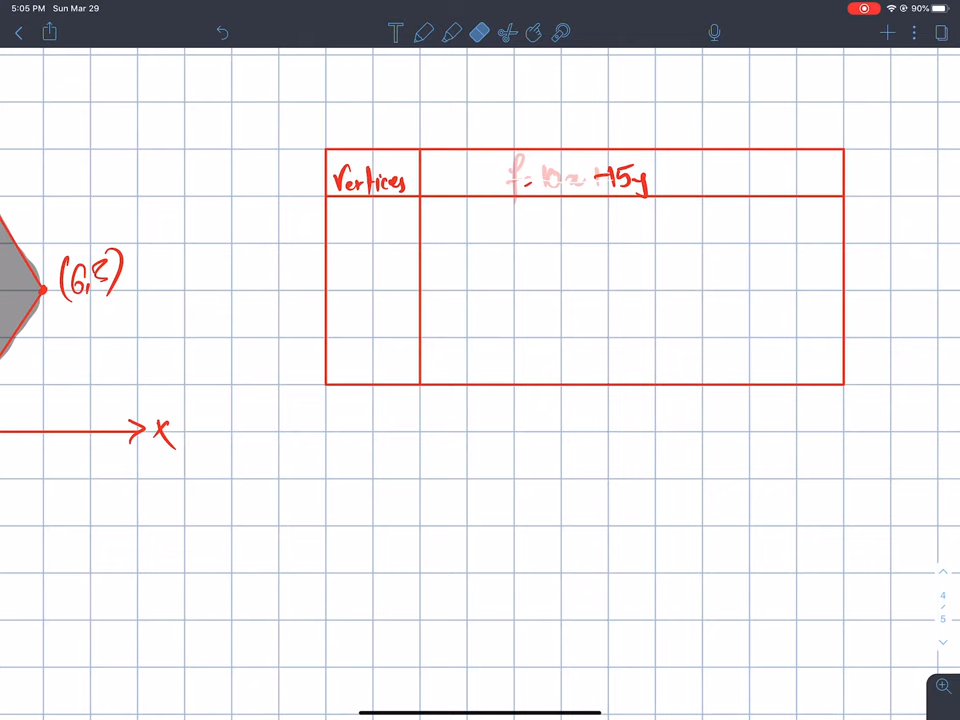 5:05 PM Sun Mar 29
90%
T
Vertices
f = 10x +15y
(6,3)
x
4
/
5